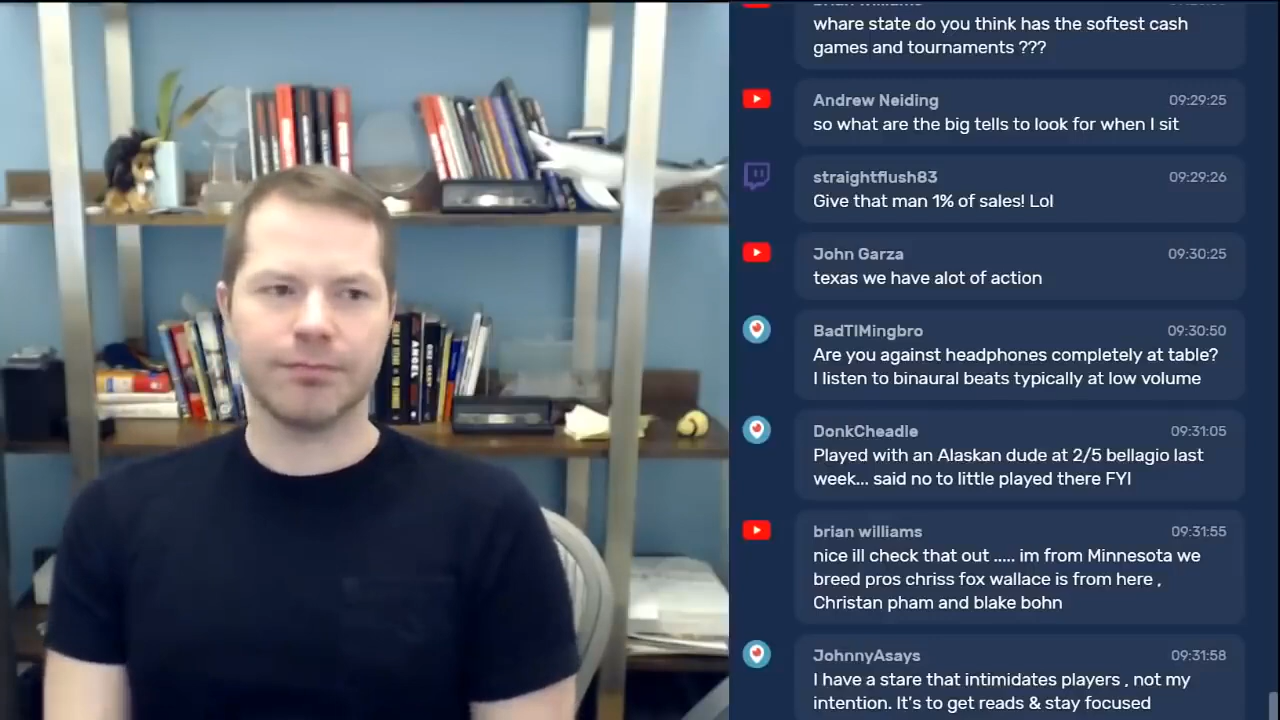 whare state do you think has the softest cash
games and tournaments ???
Andrew Neiding 09:29:25
so what are the big tells to look for when I sit
straightflush83 09:29:26
Give that man 1% of sales! Lol
John Garza 09:30:25
texas we have alot of action
BadTIMingbro 09:30:50
Are you against headphones completely at table?
I listen to binaural beats typically at low volume
DonkCheadle 09:31:05
Played with an Alaskan dude at 2/5 bellagio last
week... said no to little played there FYI
brian williams 09:31:55
nice ill check that out ..... im from Minnesota we
breed pros chriss fox wallace is from here ,
Christan pham and blake bohn
JohnnyAsays 09:31:58
I have a stare that intimidates players , not my
intention. It's to get reads & stay focused
ANGEL